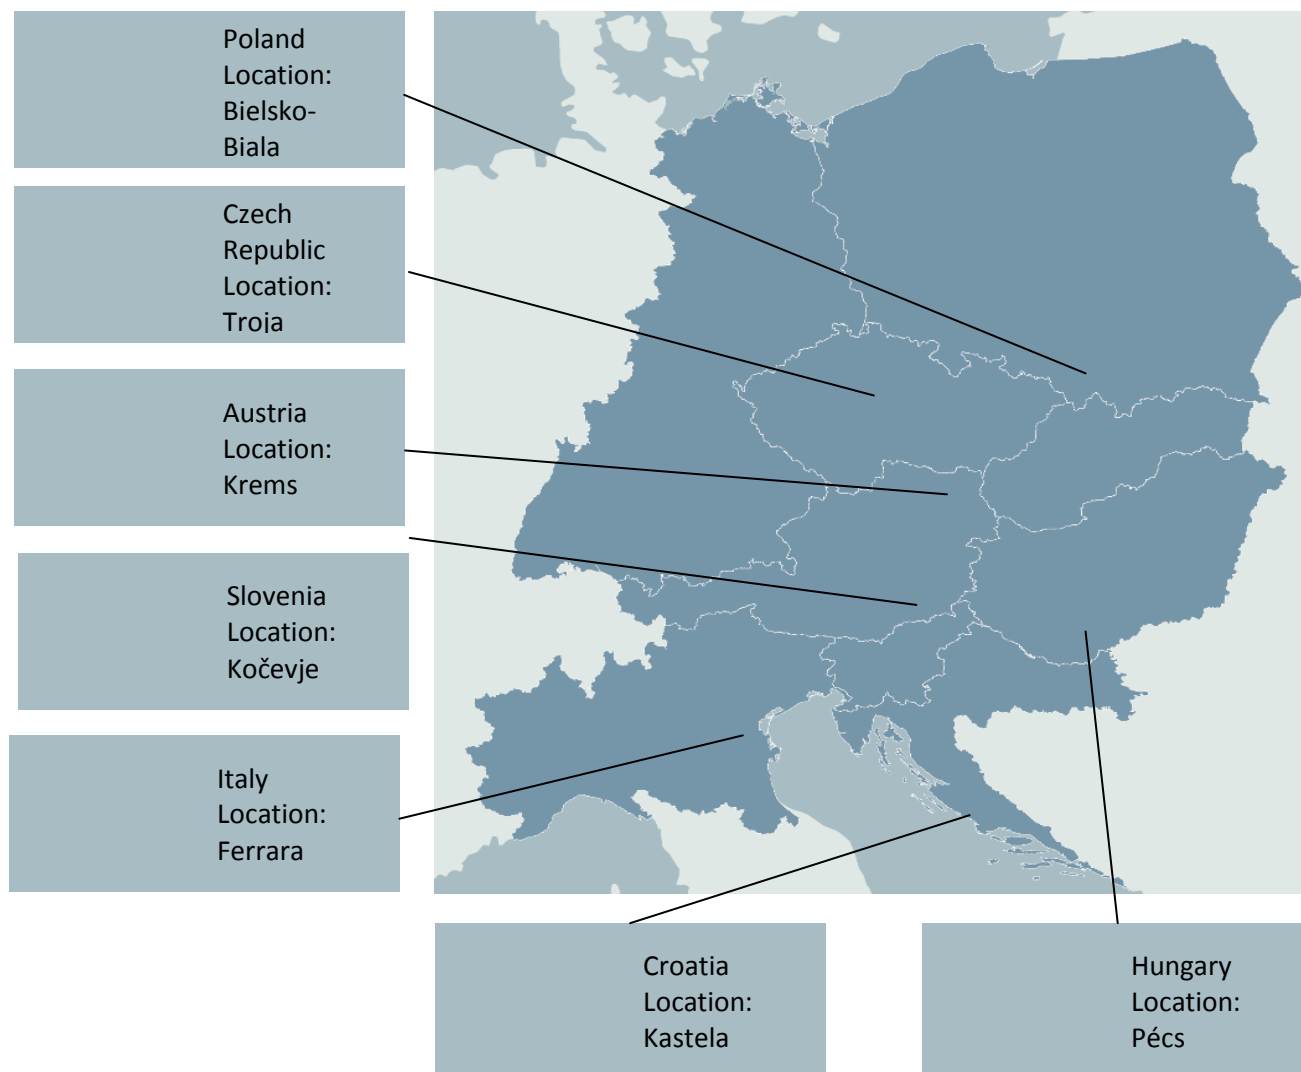 Poland
Location:
Bielsko-
Biala
Czech
Republic
Location:
Troja
Austria
Location:
Krems
Slovenia
Location:
Kočevje
Italy
Location:
Ferrara
Croatia
Location:
Kastela
Hungary
Location:
Pécs